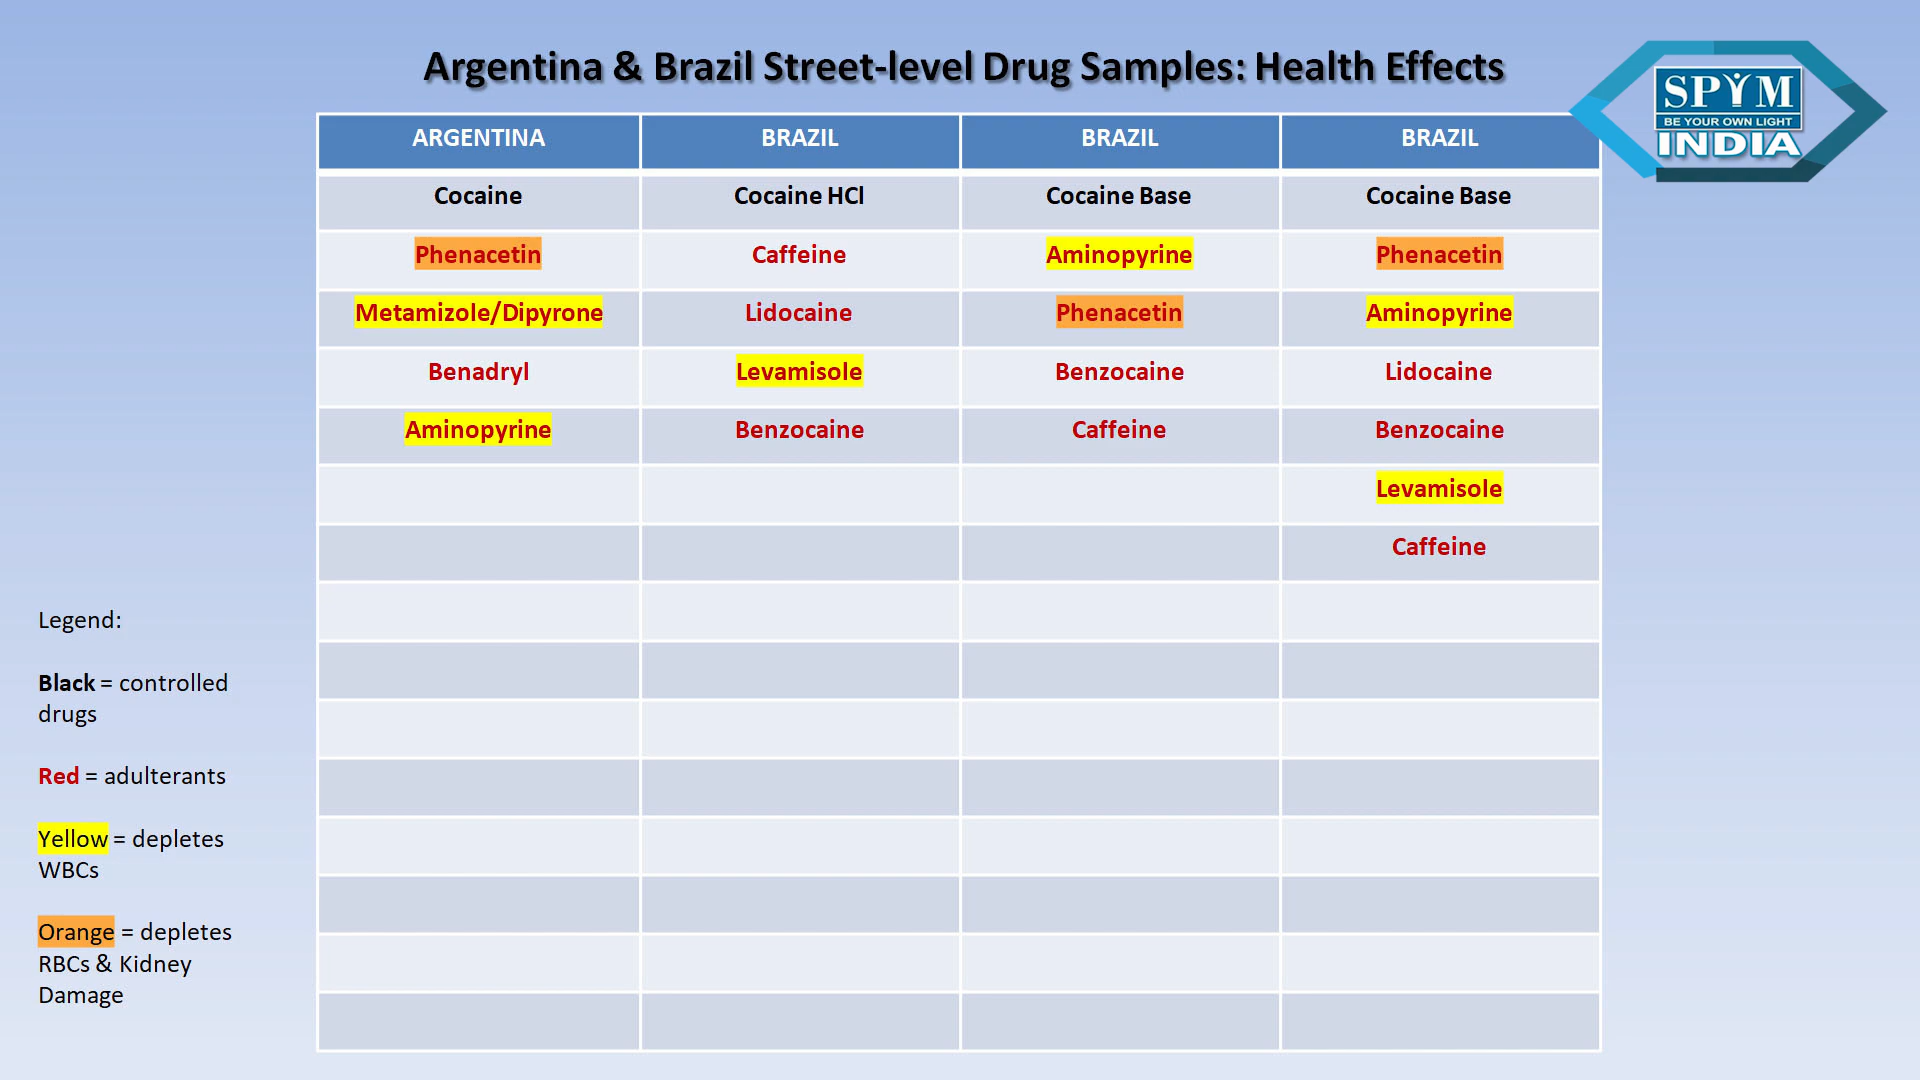 Argentina & Brazil Street-level Drug Samples: Health Effects
SPYM
BE YOUR OWN LIGHT
INDIA
ARGENTINA BRAZIL BRAZIL BRAZIL
Cocaine Cocaine HCl Cocaine Base Cocaine Base
Phenacetin Caffeine Aminopyrine Phenacetin
Metamizole/Dipyrone Lidocaine Phenacetin Aminopyrine
Benadryl Levamisole Benzocaine Lidocaine
Aminopyrine Benzocaine Caffeine Benzocaine
Levamisole
Caffeine
Legend:
Black = controlled
drugs
Red = adulterants
Yellow = depletes
WBCs
Orange = depletes
RBCs & Kidney
Damage